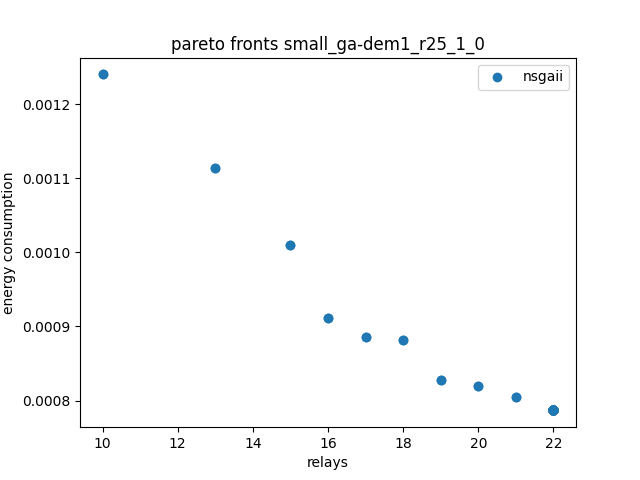 pareto fronts small_ga-dem1_r25_1_0
nsgaii
energy consumption
0.0012
0.0011
0.0010
0.0009
0.0008
10 12 14 16 18 20 22
relays